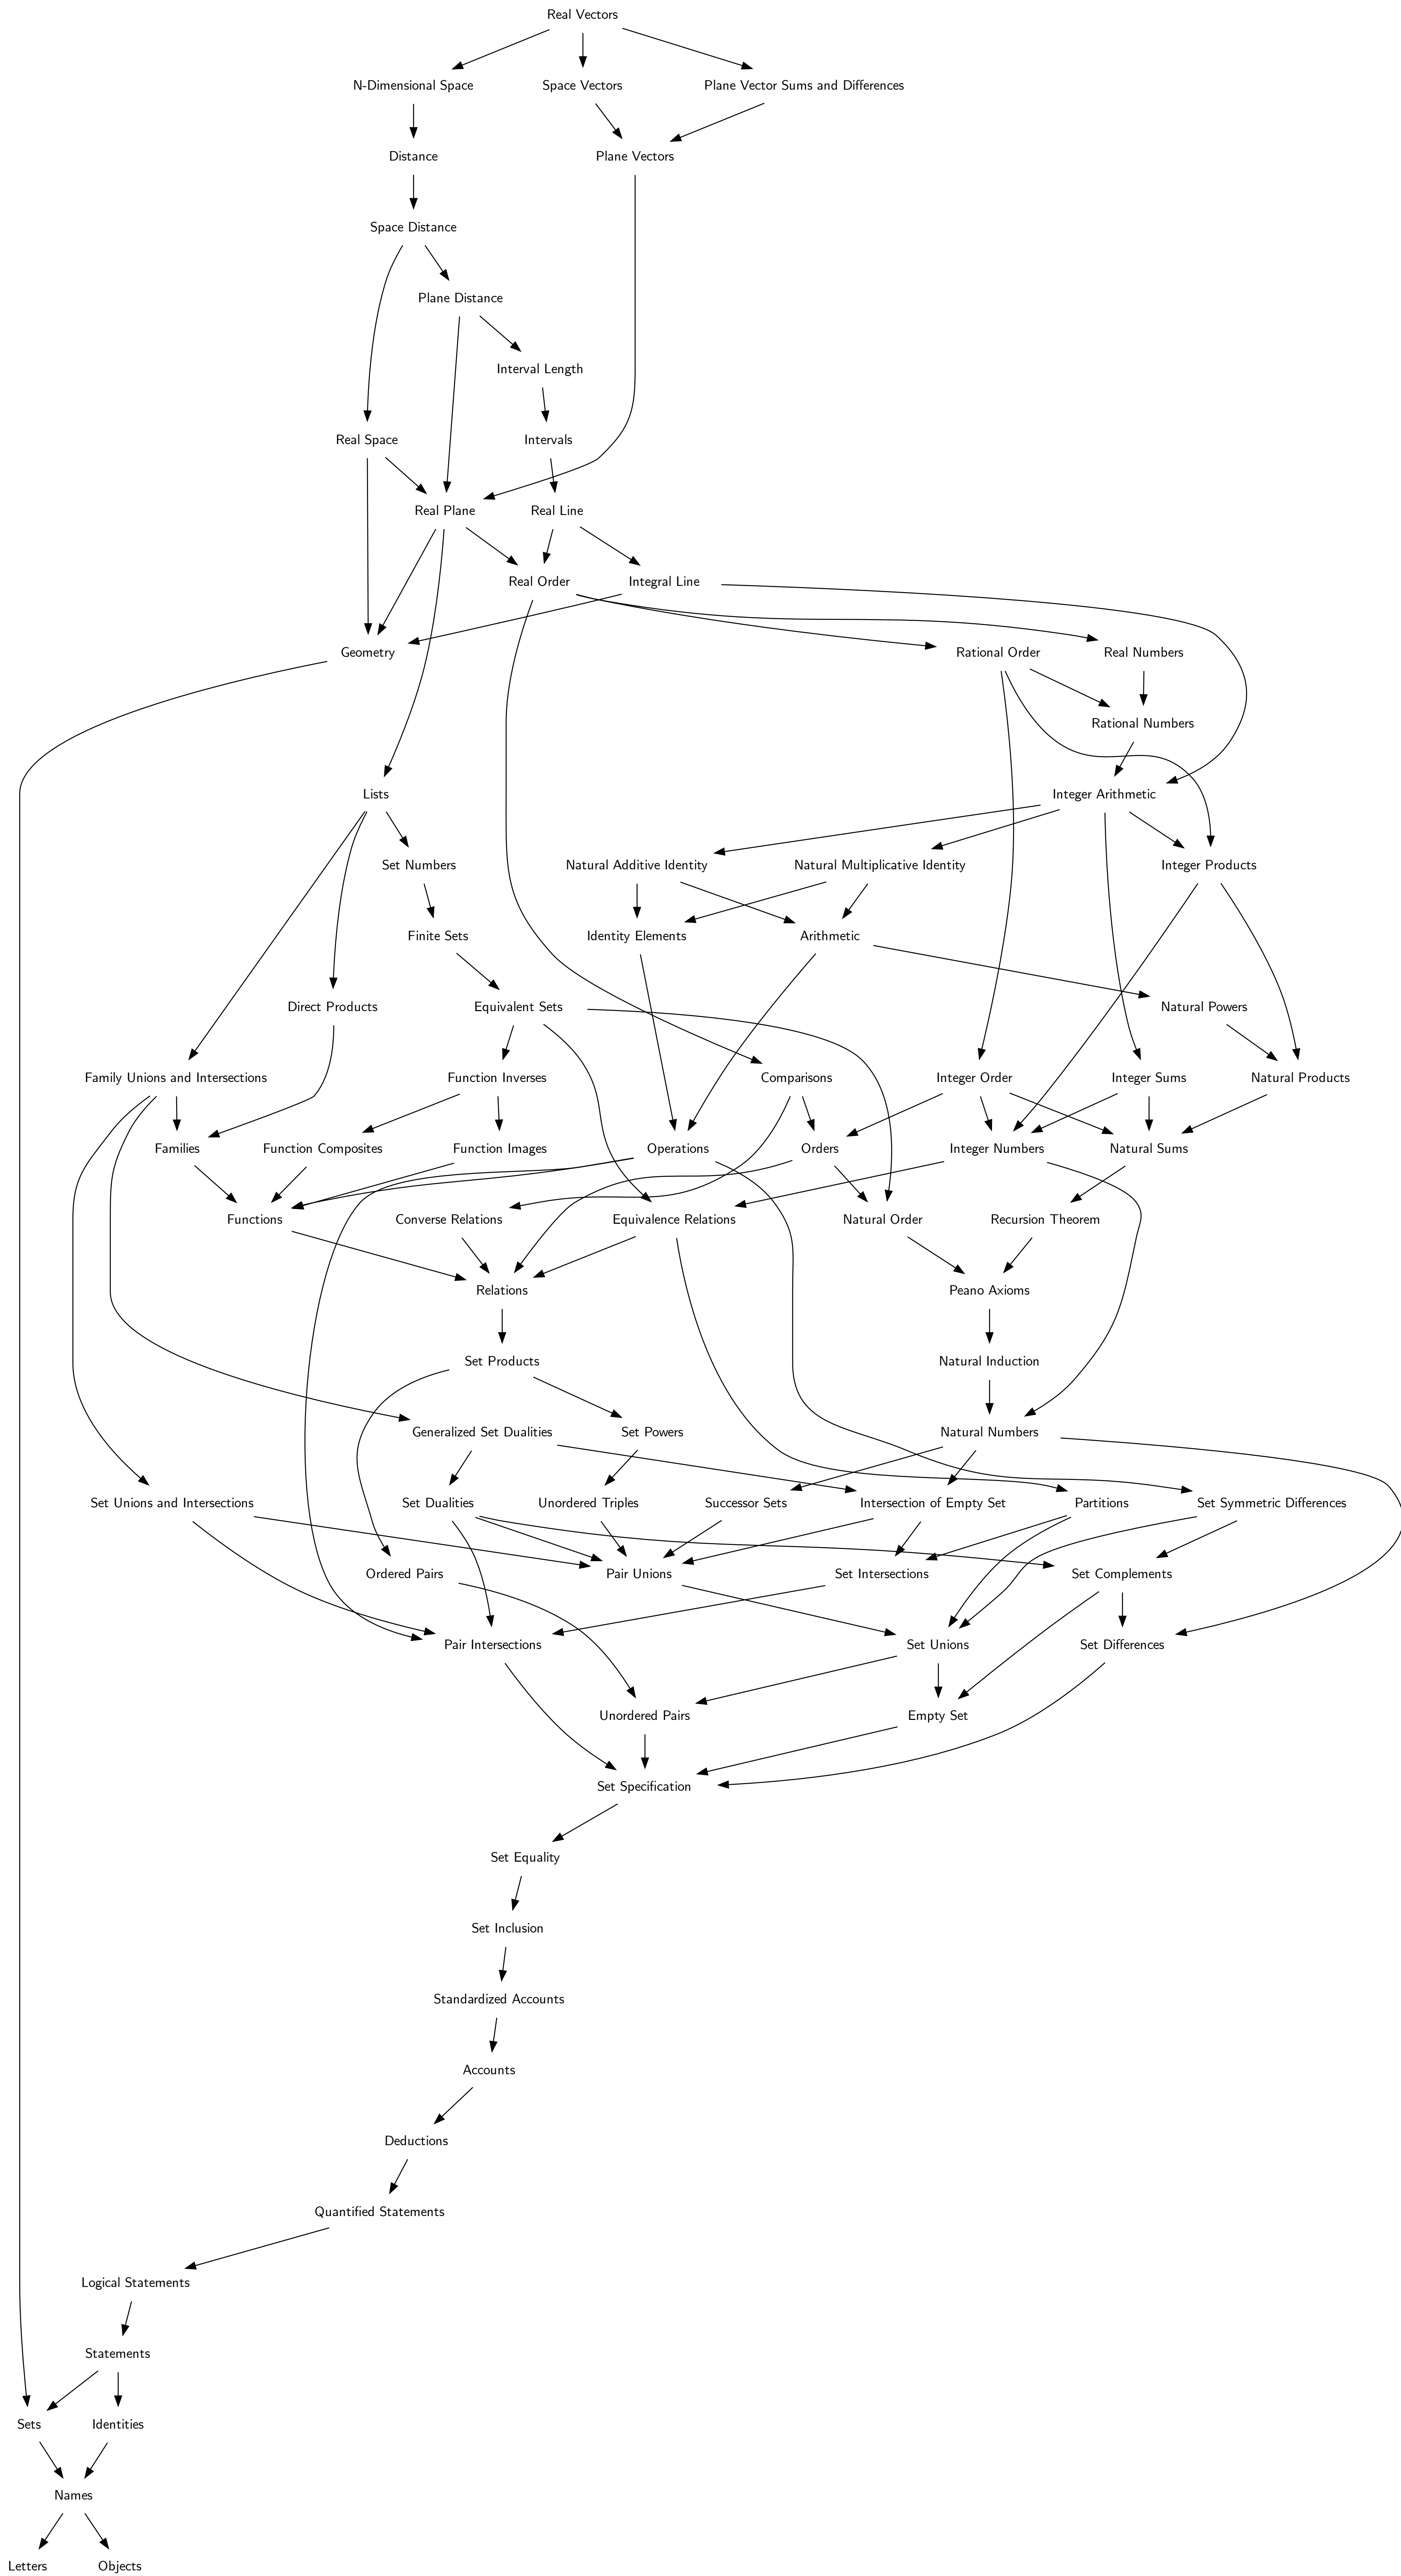 Real Vectors
N-Dimensional Space
Space Vectors
Plane Vector Sums and Differences
Distance
Plane Vectors
Space Distance
Plane Distance
Interval Length
Real Space
Intervals
Real Plane
Real Line
Real Order
Integral Line
Geometry
Rational Order
Real Numbers
Rational Numbers
Lists
Integer Arithmetic
Set Numbers
Natural Additive Identity
Natural Multiplicative Identity
Integer Products
Finite Sets
Identity Elements
Arithmetic
Direct Products
Equivalent Sets
Natural Powers
Family Unions and Intersections
Function Inverses
Comparisons
Integer Order
Integer Sums
Natural Products
Families
Function Composites
Function Images
Operations
Orders
Integer Numbers
Natural Sums
Functions
Converse Relations
Equivalence Relations
Natural Order
Recursion Theorem
Relations
Peano Axioms
Set Products
Natural Induction
Generalized Set Dualities
Set Powers
Natural Numbers
Set Unions and Intersections
Set Dualities
Unordered Triples
Successor Sets
Intersection of Empty Set
Partitions
Set Symmetric Differences
Ordered Pairs
Pair Unions
Set Intersections
Set Complements
Pair Intersections
Set Unions
Set Differences
Unordered Pairs
Empty Set
Set Specification
Set Equality
Set Inclusion
Standardized Accounts
Accounts
Deductions
Quantified Statements
Logical Statements
Statements
Sets
Identities
Names
Letters
Objects